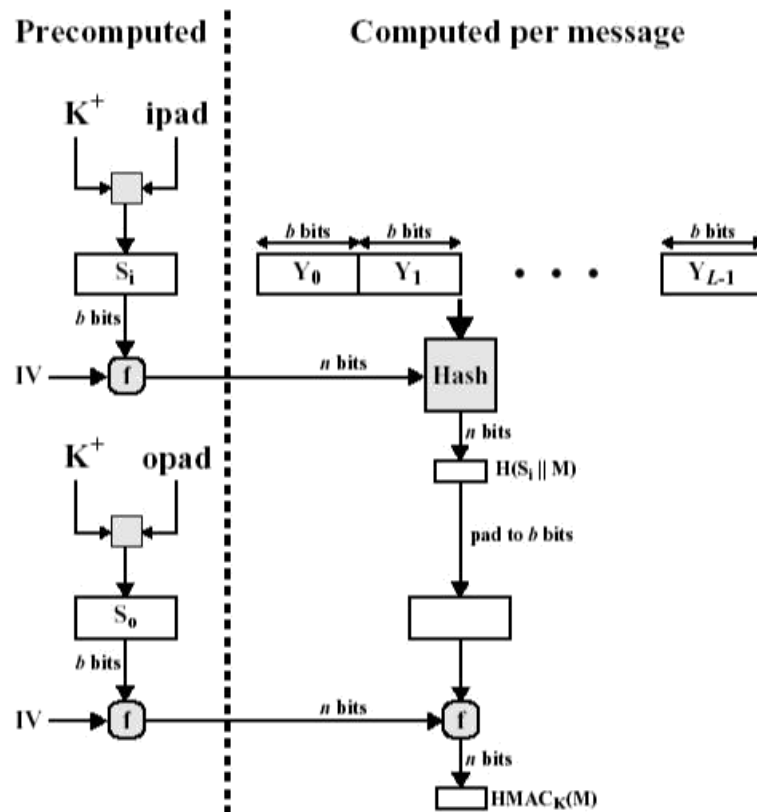 Precomputed
Computed per message
K+ ipad
b bits b bits b bits
Si
Y0 Y1 • • • YL-1
b bits
IV f n bits Hash
n bits
K+ opad
H(Si || M)
pad to b bits
So
b bits
IV f n bits f
n bits
HMACK(M)